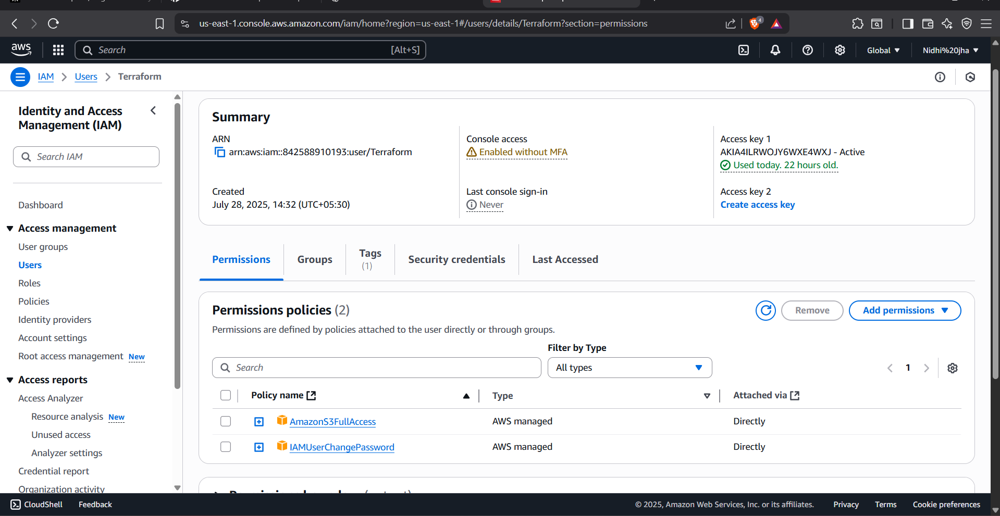 us-east-1.console.aws.amazon.com/iam/home?region=us-east-1#/users/details/Terraform?section=permissions
4
aws
Search
[Alt+S]
Global
Nidhi%20jha
IAM
Users
Terraform
Identity and Access
Management (IAM)
Search IAM
Dashboard
Access management
User groups
Users
Roles
Policies
Identity providers
Account settings
Root access management New
Access reports
Access Analyzer
Resource analysis New
Unused access
Analyzer settings
Credential report
Organization activity
Summary
ARN
arn:aws:iam::842588910193:user/Terraform
Created
July 28, 2025, 14:32 (UTC+05:30)
Console access
Enabled without MFA
Last console sign-in
Never
Access key 1
AKIA4ILRWOJY6WXE4WXJ - Active
Used today. 22 hours old.
Access key 2
Create access key
Permissions
Groups
Tags
(1)
Security credentials
Last Accessed
Permissions policies (2)
Remove
Add permissions
Permissions are defined by policies attached to the user directly or through groups.
Filter by Type
Search
All types
1
Policy name
Type
Attached via
AmazonS3FullAccess
AWS managed
Directly
IAMUserChangePassword
AWS managed
Directly
CloudShell
Feedback
© 2025, Amazon Web Services, Inc. or its affiliates.
Privacy
Terms
Cookie preferences